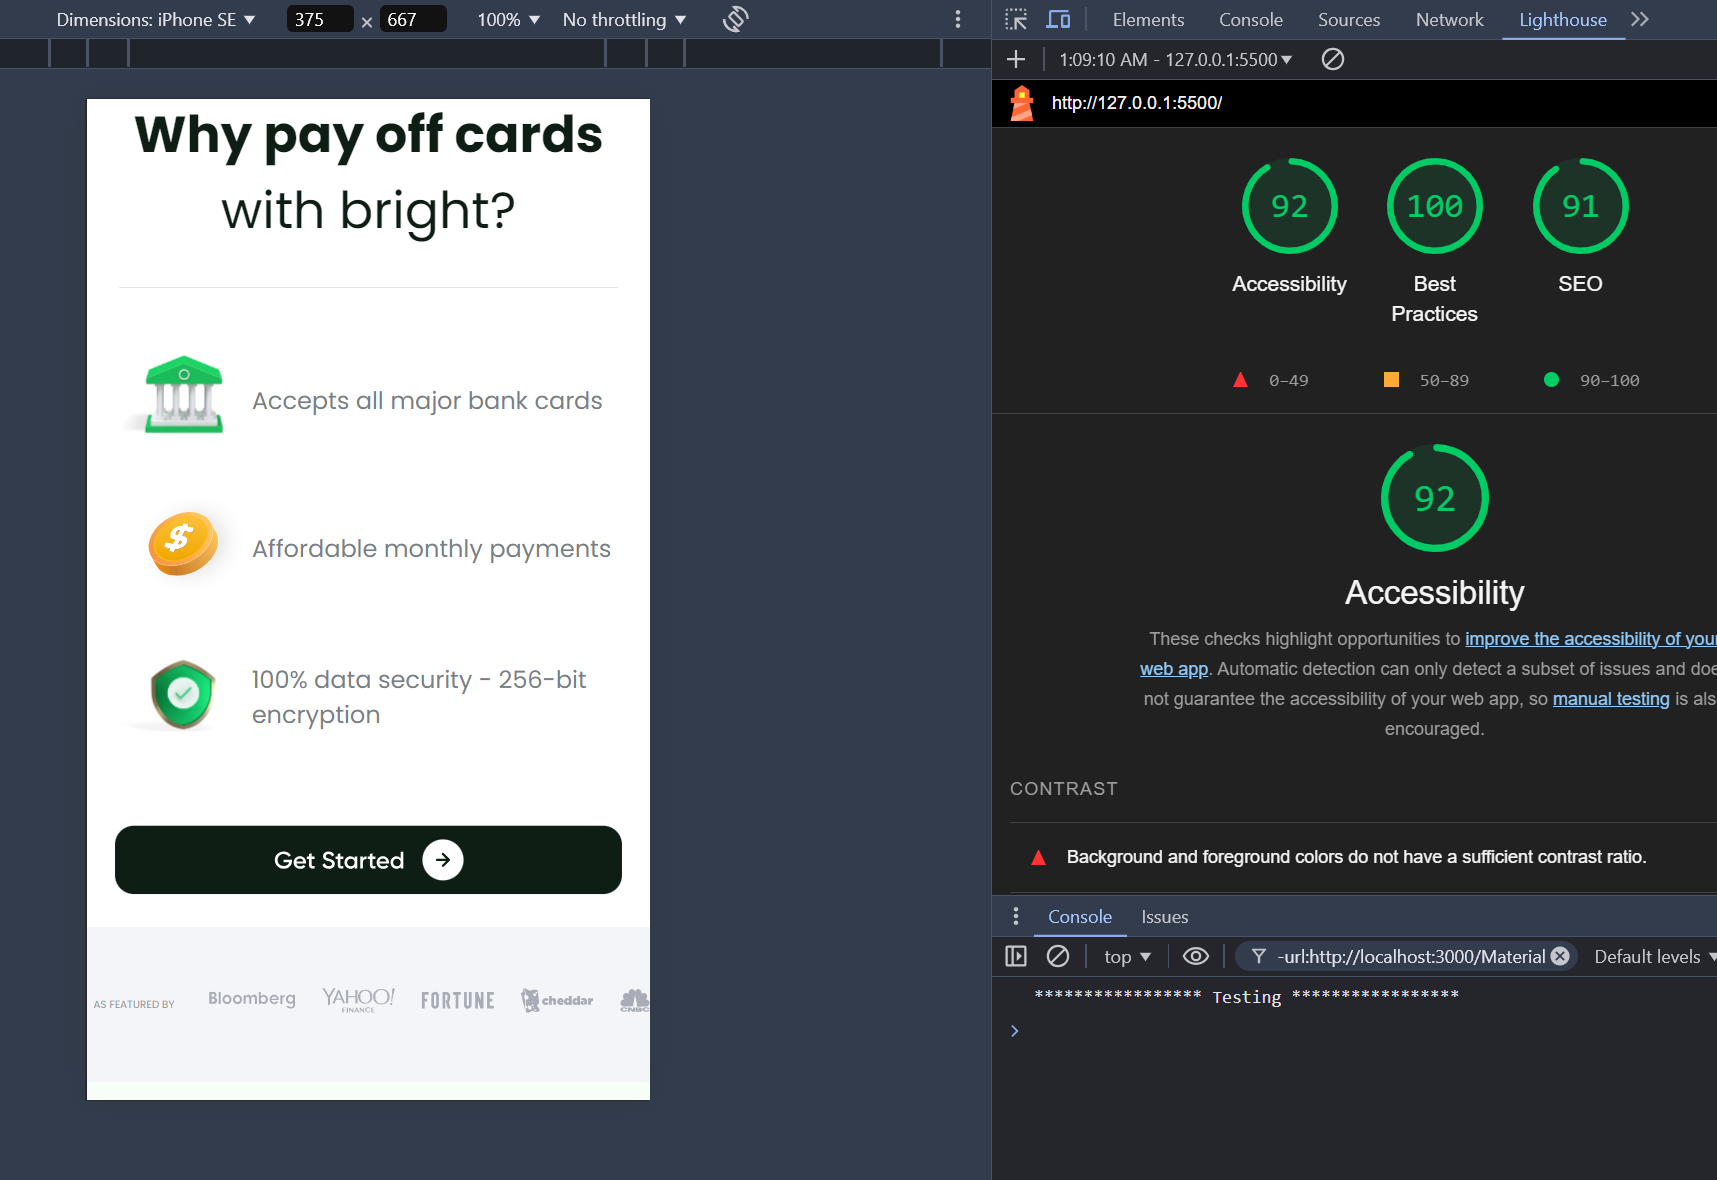 Dimensions: iPhone SE ▼ 375 × 667 100% ▼ No throttling ▼
Why pay off cards
with bright?
Accepts all major bank cards
Affordable monthly payments
100% data security - 256-bit
encryption
Get Started
AS FEATURED BY Bloomberg YAHOO! FINANCE FORTUNE cheddar CNBC
Elements Console Sources Network Lighthouse
1:09:10 AM - 127.0.0.1:5500 ▼
http://127.0.0.1:5500/
92 100 91
Accessibility Best Practices SEO
0–49 50–89 90–100
92
Accessibility
These checks highlight opportunities to improve the accessibility of your
web app. Automatic detection can only detect a subset of issues and doe
not guarantee the accessibility of your web app, so manual testing is als
encouraged.
CONTRAST
Background and foreground colors do not have a sufficient contrast ratio.
Console Issues
top ▼ -url:http://localhost:3000/Material Default levels ▼
***************** Testing *****************